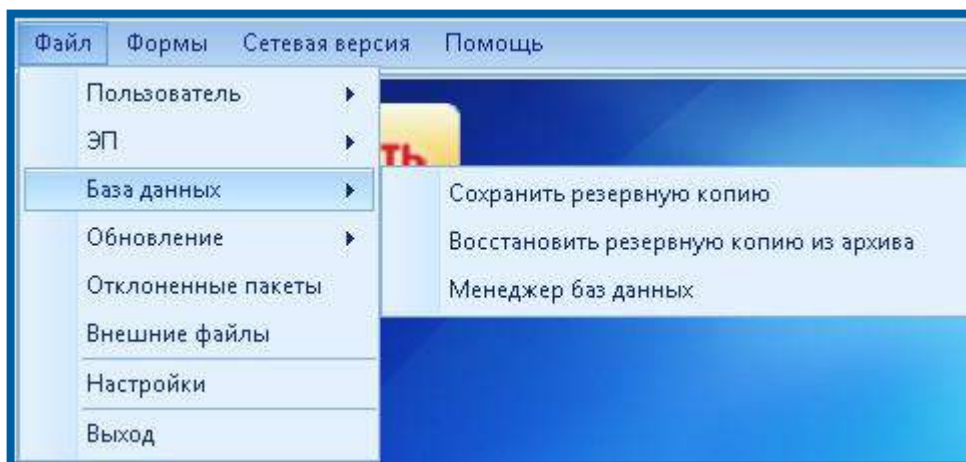 Файл Формы Сетевая версия Помощь
Пользователь
ЭП
ть
База данных
Сохранить резервную копию
Обновление
Восстановить резервную копию из архива
Отклоненные пакеты
Менеджер баз данных
Внешние файлы
Настройки
Выход